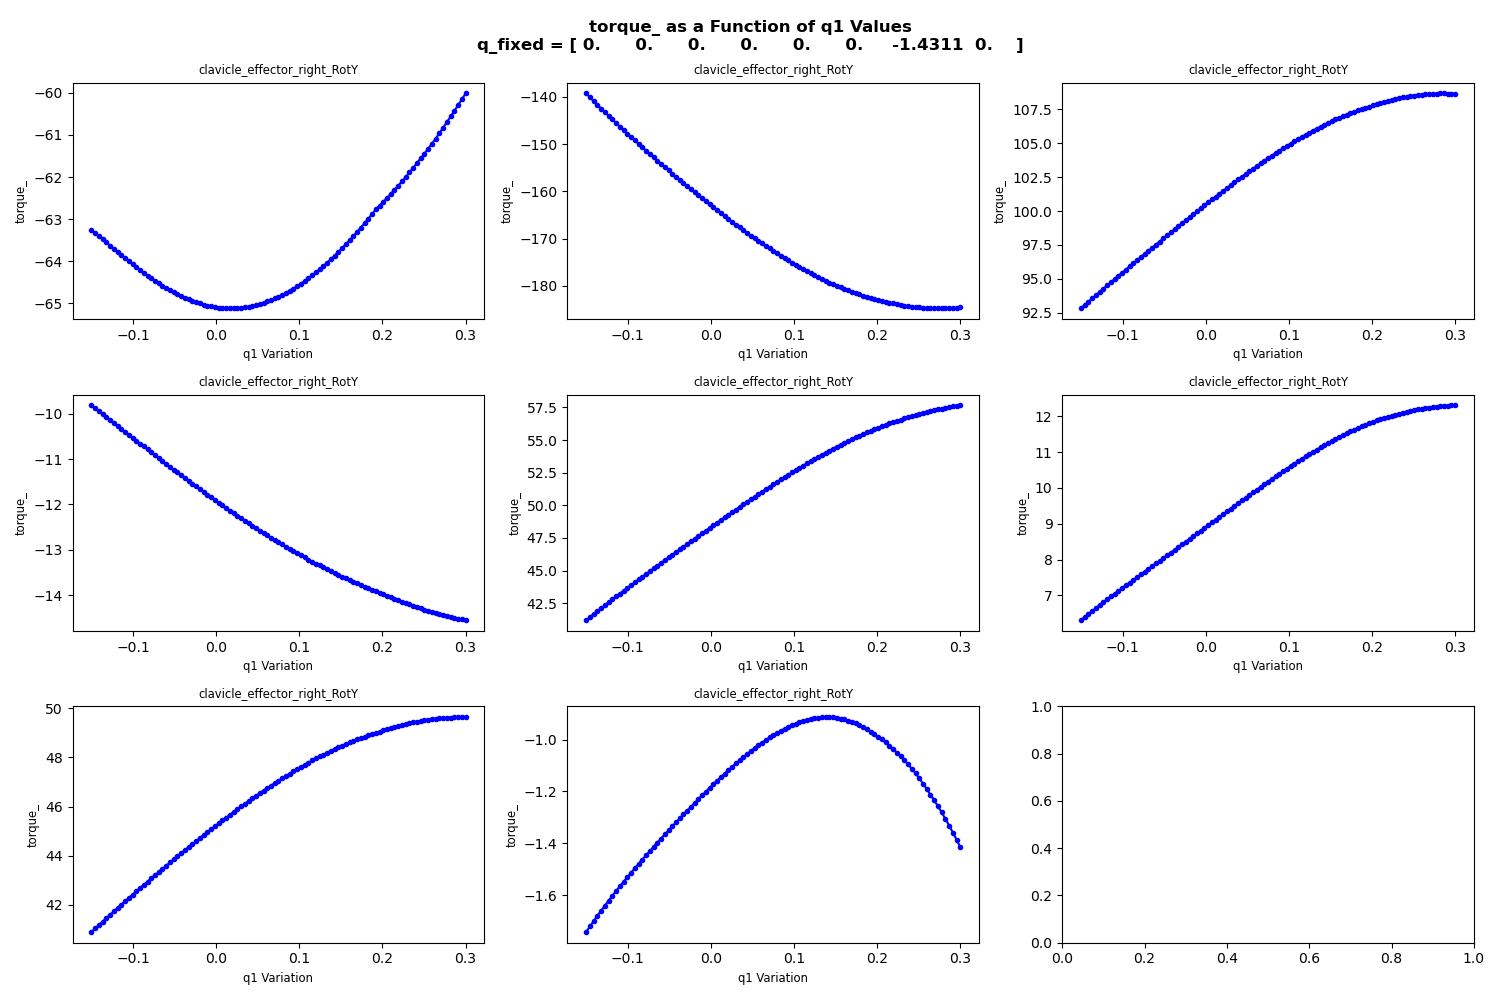 torque_ as a Function of q1 Values
q_fixed = [ 0. 0. 0. 0. 0. 0. -1.4311 0. ]
clavicle_effector_right_RotY
−60
−61
−62
−63
−64
−65
torque_
−0.1 0.0 0.1 0.2 0.3
q1 Variation
clavicle_effector_right_RotY
−140
−150
−160
−170
−180
torque_
−0.1 0.0 0.1 0.2 0.3
q1 Variation
clavicle_effector_right_RotY
107.5
105.0
102.5
100.0
97.5
95.0
92.5
torque_
−0.1 0.0 0.1 0.2 0.3
q1 Variation
clavicle_effector_right_RotY
−10
−11
−12
−13
−14
torque_
−0.1 0.0 0.1 0.2 0.3
q1 Variation
clavicle_effector_right_RotY
57.5
55.0
52.5
50.0
47.5
45.0
42.5
torque_
−0.1 0.0 0.1 0.2 0.3
q1 Variation
clavicle_effector_right_RotY
12
11
10
9
8
7
torque_
−0.1 0.0 0.1 0.2 0.3
q1 Variation
clavicle_effector_right_RotY
50
48
46
44
42
torque_
−0.1 0.0 0.1 0.2 0.3
q1 Variation
clavicle_effector_right_RotY
−1.0
−1.2
−1.4
−1.6
torque_
−0.1 0.0 0.1 0.2 0.3
q1 Variation
1.0
0.8
0.6
0.4
0.2
0.0
0.0 0.2 0.4 0.6 0.8 1.0